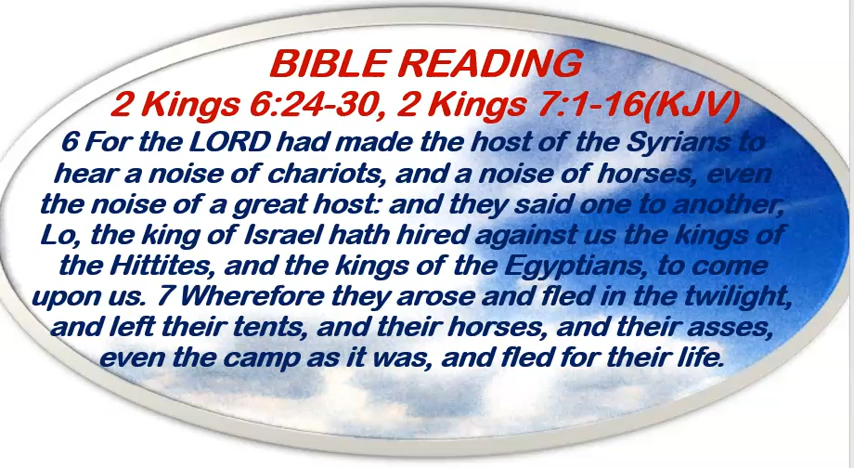 BIBLE READING
2 Kings 6:24-30, 2 Kings 7:1-16(KJV)
6 For the LORD had made the host of the Syrians to
hear a noise of chariots, and a noise of horses, even
the noise of a great host: and they said one to another,
Lo, the king of Israel hath hired against us the kings of
the Hittites, and the kings of the Egyptians, to come
upon us. 7 Wherefore they arose and fled in the twilight,
and left their tents, and their horses, and their asses,
even the camp as it was, and fled for their life.